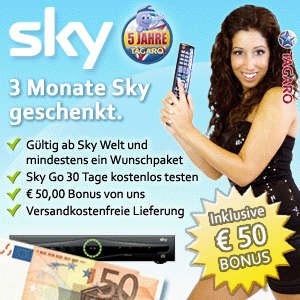 sky
5 JAHRE
TAGARO
TAGARO
3 Monate Sky
geschenkt.
Gültig ab Sky Welt und
mindestens ein Wunschpaket
Sky Go 30 Tage kostenlos testen
€ 50,00 Bonus von uns
Versandkostenfreie Lieferung
sky
50
Inklusive
€ 50
BONUS